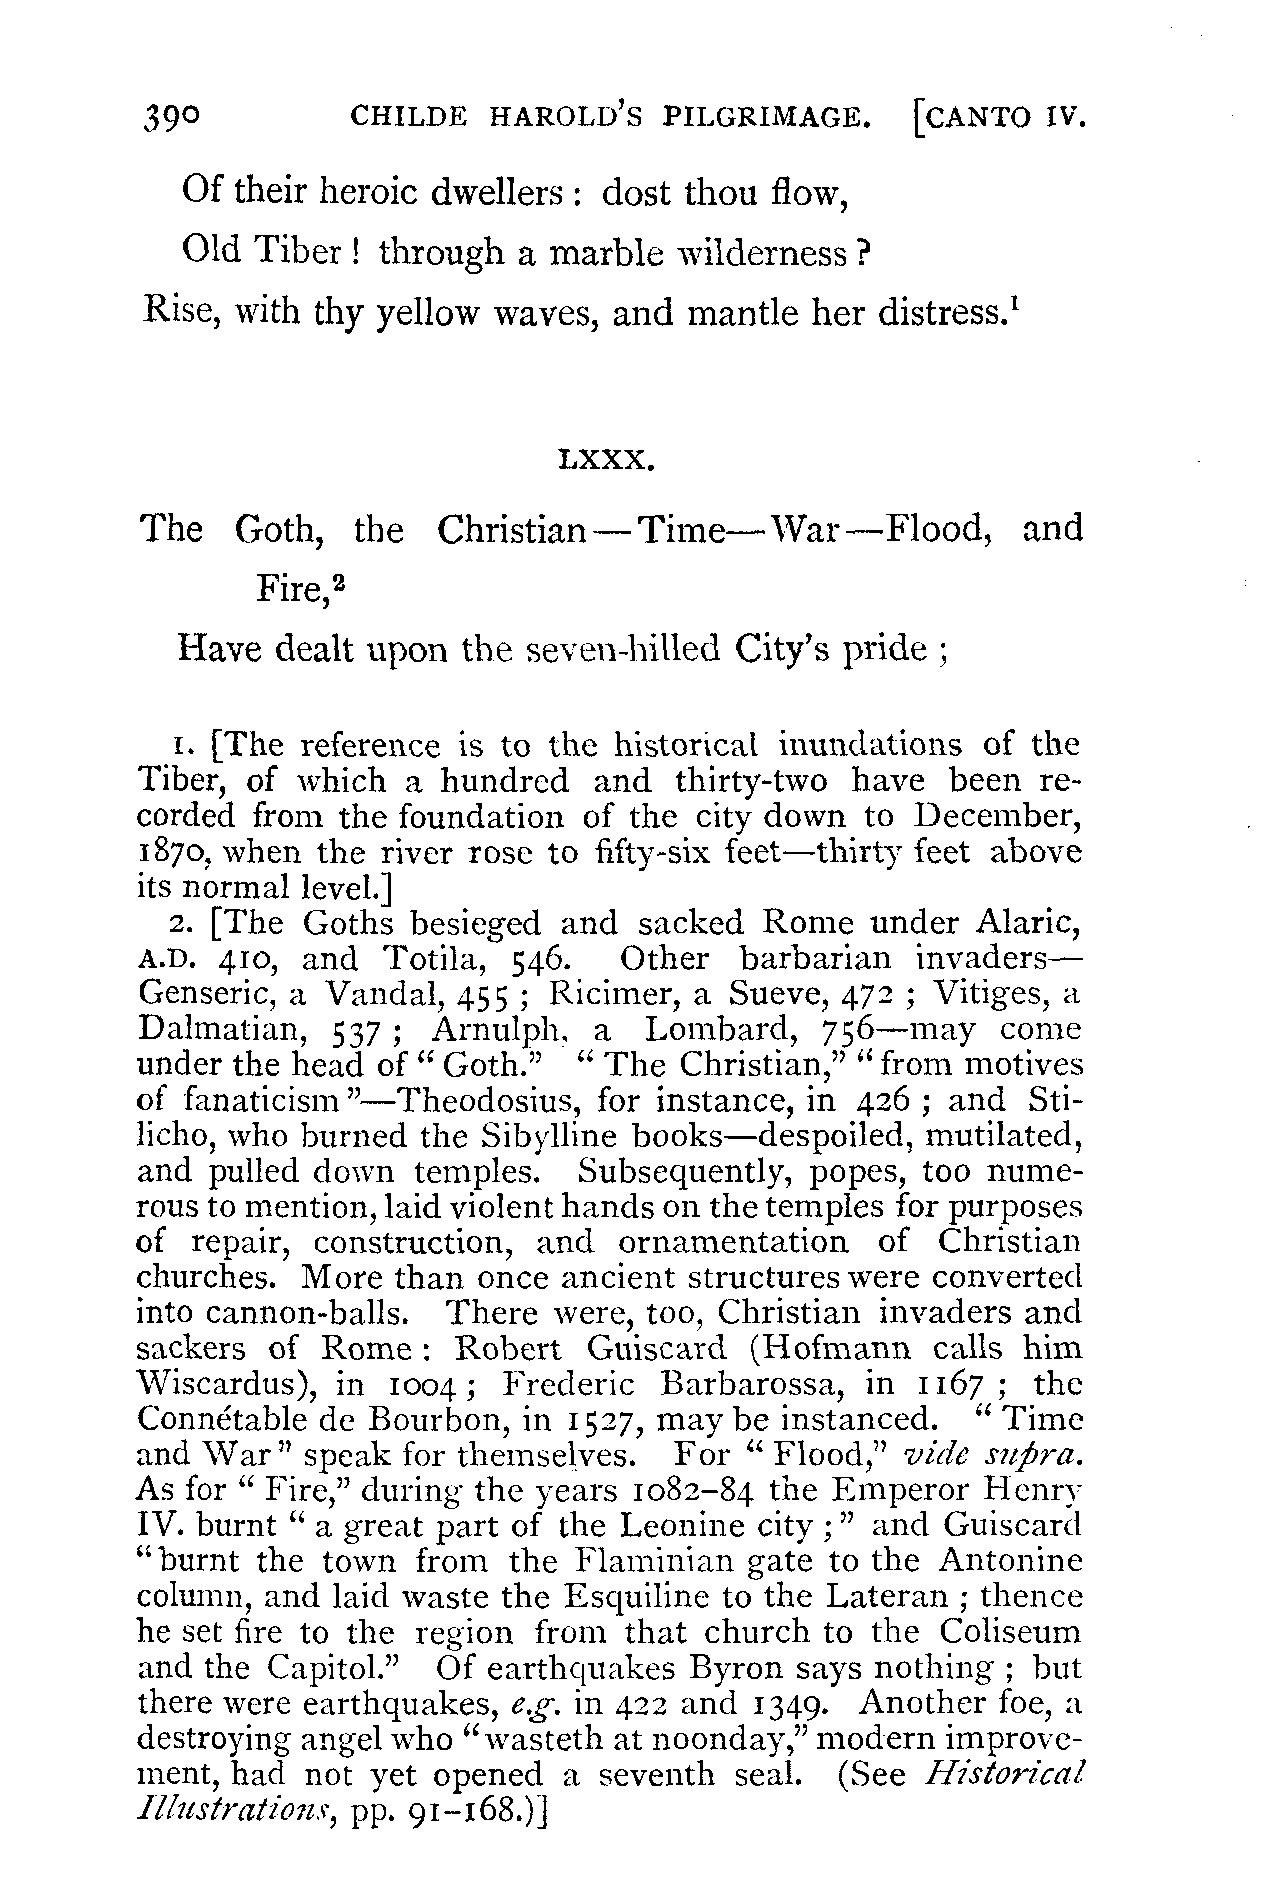 390 CHILDE HAROLD'S PILGRIMAGE. [CANTO IV.
Of their heroic dwellers : dost thou flow,
Old Tiber ! through a marble wilderness ?
Rise, with thy yellow waves, and mantle her distress.¹
LXXX.
The Goth, the Christian—Time—War—Flood, and
Fire,²
Have dealt upon the seven-hilled City's pride ;
1. [The reference is to the historical inundations of the
Tiber, of which a hundred and thirty-two have been re-
corded from the foundation of the city down to December,
1870, when the river rose to fifty-six feet—thirty feet above
its normal level.]
2. [The Goths besieged and sacked Rome under Alaric,
A.D. 410, and Totila, 546. Other barbarian invaders—
Genseric, a Vandal, 455 ; Ricimer, a Sueve, 472 ; Vitiges, a
Dalmatian, 537 ; Arnulph, a Lombard, 756—may come
under the head of “ Goth.” “ The Christian,” “ from motives
of fanaticism ”—Theodosius, for instance, in 426 ; and Sti-
licho, who burned the Sibylline books—despoiled, mutilated,
and pulled down temples. Subsequently, popes, too nume-
rous to mention, laid violent hands on the temples for purposes
of repair, construction, and ornamentation of Christian
churches. More than once ancient structures were converted
into cannon-balls. There were, too, Christian invaders and
sackers of Rome : Robert Guiscard (Hofmann calls him
Wiscardus), in 1004 ; Frederic Barbarossa, in 1167 ; the
Connétable de Bourbon, in 1527, may be instanced. “ Time
and War ” speak for themselves. For “ Flood,” vide supra.
As for “ Fire,” during the years 1082–84 the Emperor Henry
IV. burnt “ a great part of the Leonine city ; ” and Guiscard
“ burnt the town from the Flaminian gate to the Antonine
column, and laid waste the Esquiline to the Lateran ; thence
he set fire to the region from that church to the Coliseum
and the Capitol.” Of earthquakes Byron says nothing ; but
there were earthquakes, e.g. in 422 and 1349. Another foe, a
destroying angel who “ wasteth at noonday,” modern improve-
ment, had not yet opened a seventh seal. (See Historical
Illustrations, pp. 91–168.)]